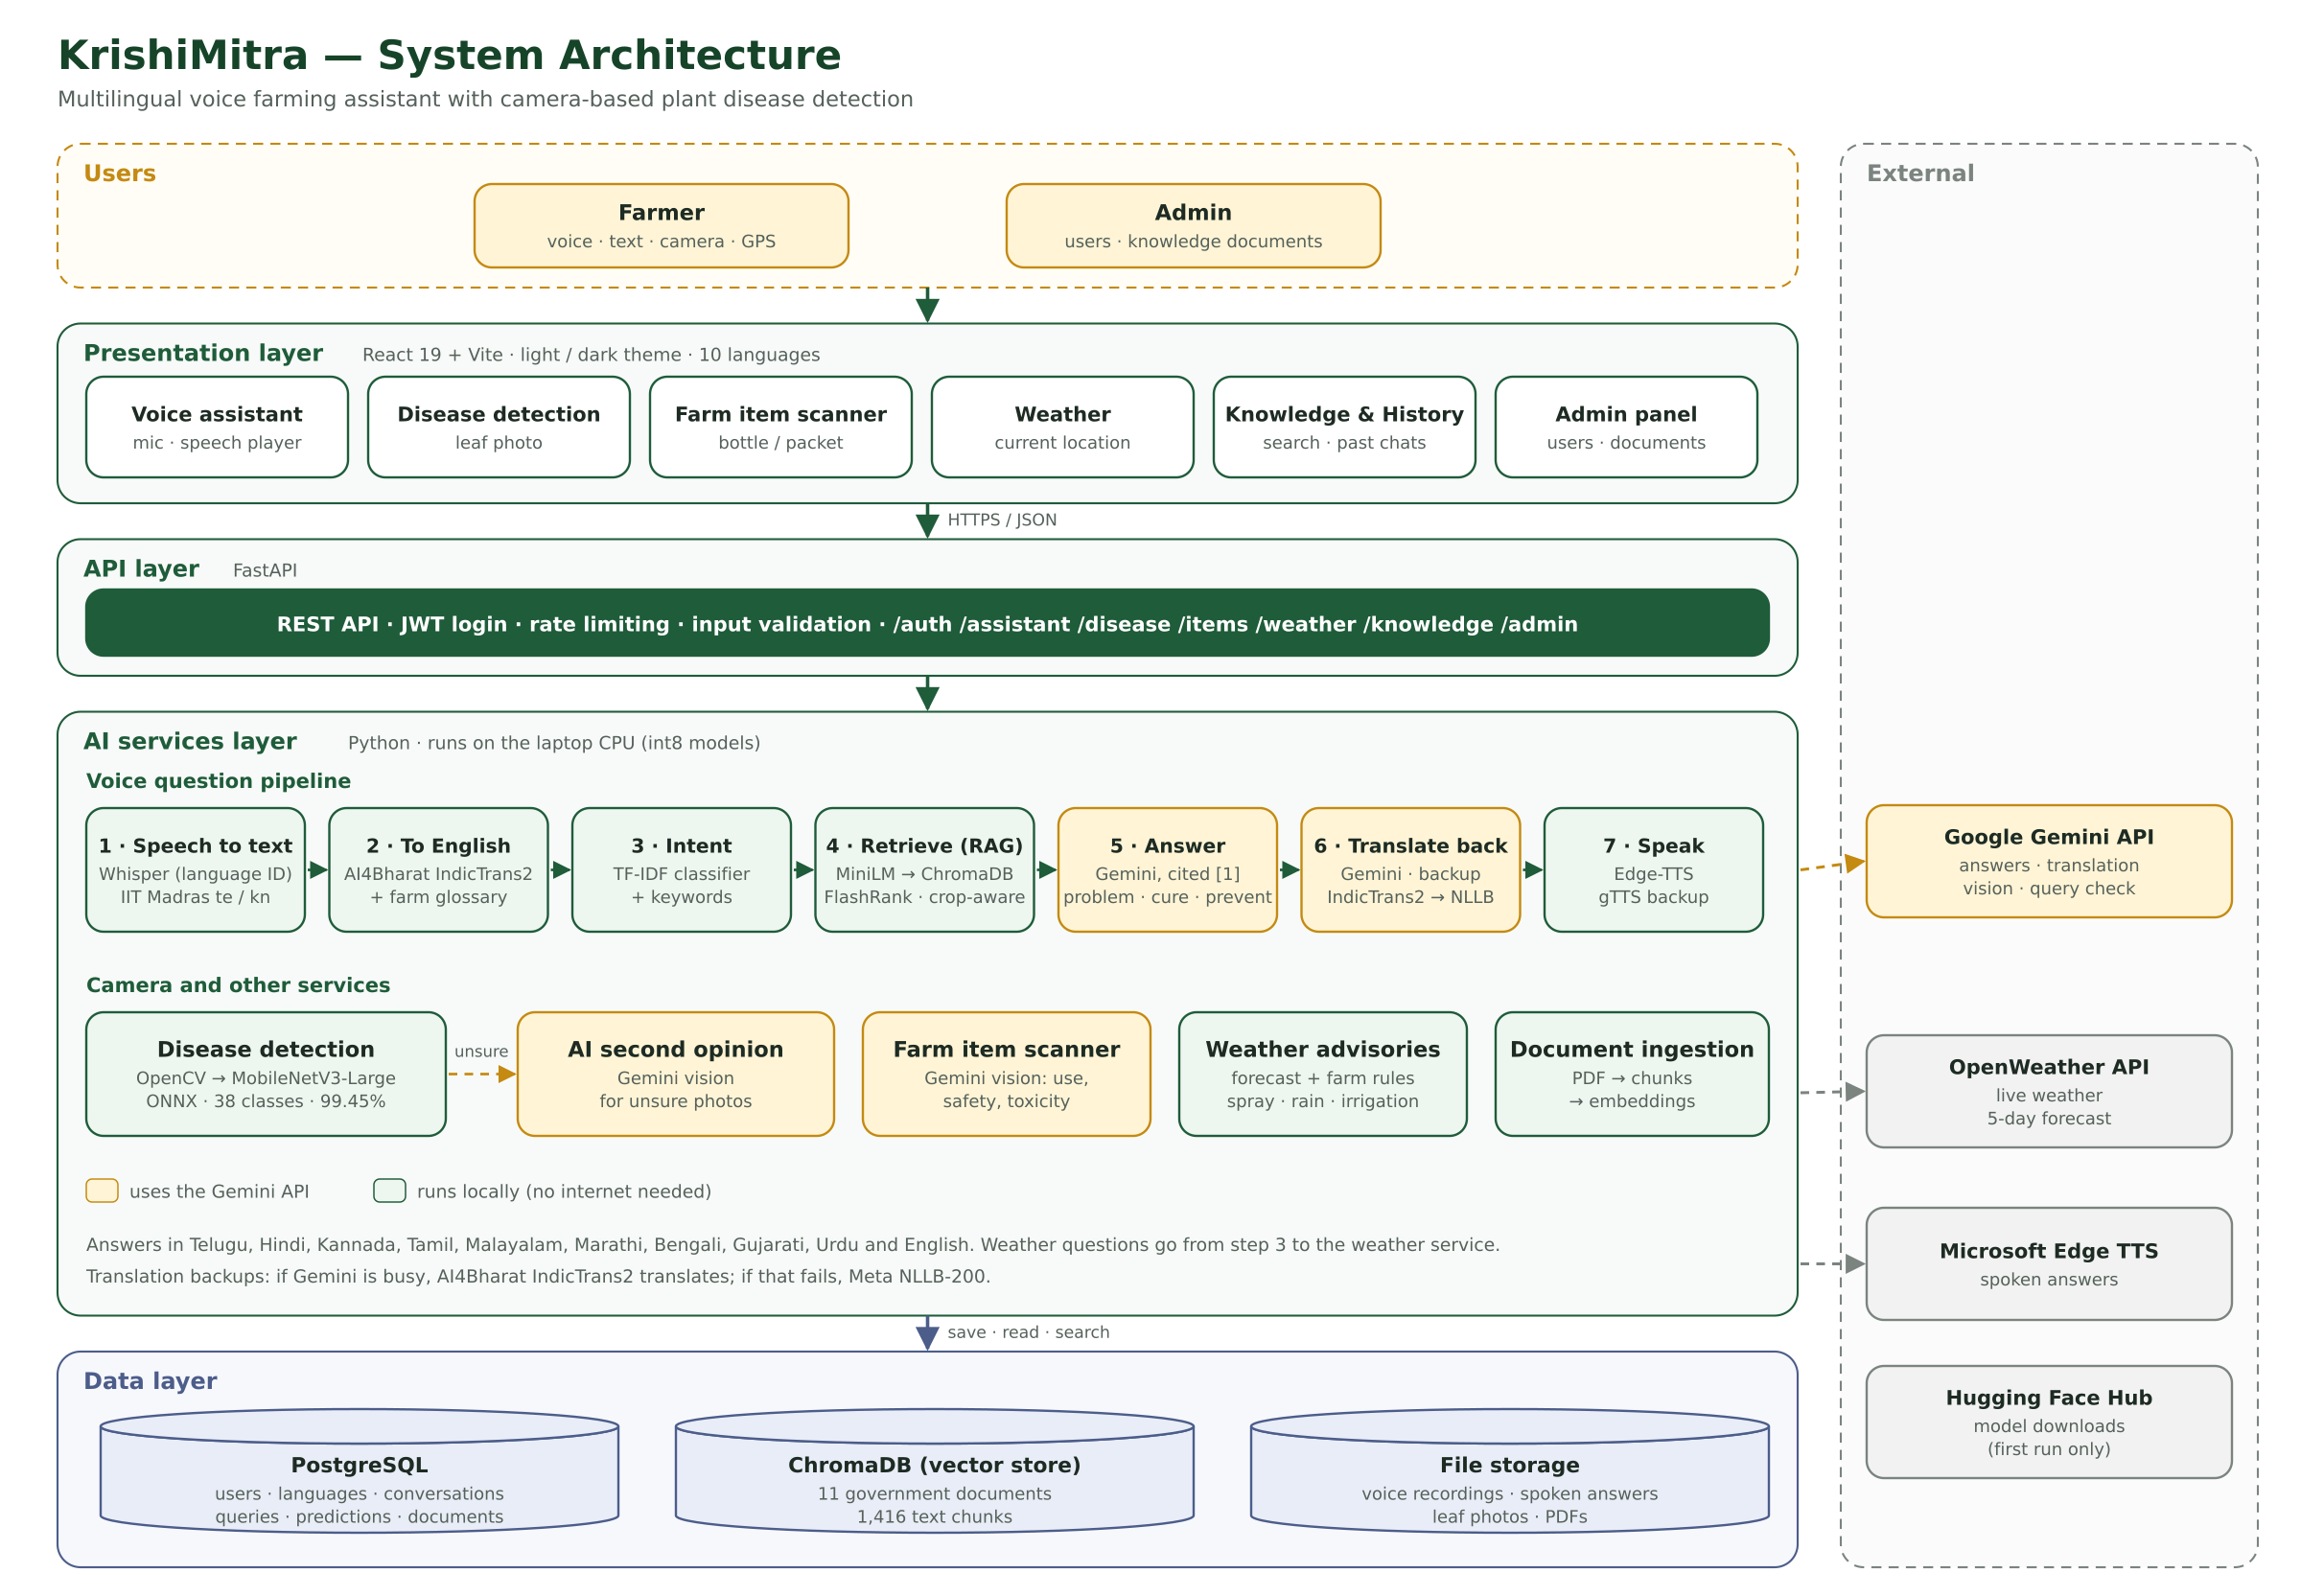 KrishiMitra — System Architecture
Multilingual voice farming assistant with camera-based plant disease detection
Users
Farmer
voice · text · camera · GPS
Admin
users · knowledge documents
External
Presentation layer
React 19 + Vite · light / dark theme · 10 languages
Voice assistant
mic · speech player
Disease detection
leaf photo
Farm item scanner
bottle / packet
Weather
current location
Knowledge & History
search · past chats
Admin panel
users · documents
HTTPS / JSON
API layer
FastAPI
REST API · JWT login · rate limiting · input validation · /auth /assistant /disease /items /weather /knowledge /admin
AI services layer
Python · runs on the laptop CPU (int8 models)
Voice question pipeline
1 · Speech to text
Whisper (language ID)
IIT Madras te / kn
2 · To English
AI4Bharat IndicTrans2
+ farm glossary
3 · Intent
TF-IDF classifier
+ keywords
4 · Retrieve (RAG)
MiniLM → ChromaDB
FlashRank · crop-aware
5 · Answer
Gemini, cited [1]
problem · cure · prevent
6 · Translate back
Gemini · backup
IndicTrans2 → NLLB
7 · Speak
Edge-TTS
gTTS backup
Google Gemini API
answers · translation
vision · query check
Camera and other services
Disease detection
OpenCV → MobileNetV3-Large
ONNX · 38 classes · 99.45%
unsure
AI second opinion
Gemini vision
for unsure photos
Farm item scanner
Gemini vision: use,
safety, toxicity
Weather advisories
forecast + farm rules
spray · rain · irrigation
Document ingestion
PDF → chunks
→ embeddings
OpenWeather API
live weather
5-day forecast
uses the Gemini API
runs locally (no internet needed)
Answers in Telugu, Hindi, Kannada, Tamil, Malayalam, Marathi, Bengali, Gujarati, Urdu and English. Weather questions go from step 3 to the weather service.
Translation backups: if Gemini is busy, AI4Bharat IndicTrans2 translates; if that fails, Meta NLLB-200.
Microsoft Edge TTS
spoken answers
save · read · search
Data layer
PostgreSQL
users · languages · conversations
queries · predictions · documents
ChromaDB (vector store)
11 government documents
1,416 text chunks
File storage
voice recordings · spoken answers
leaf photos · PDFs
Hugging Face Hub
model downloads
(first run only)